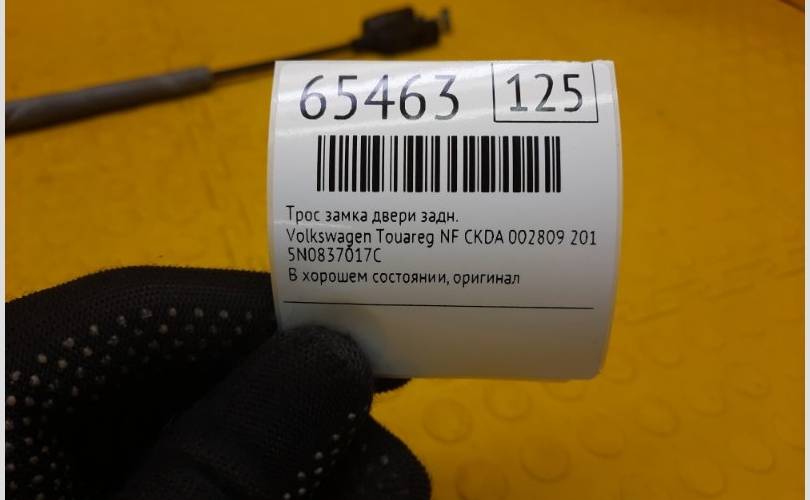 65463 125
Трос замка двери задн.
Volkswagen Touareg NF CKDA 002809 201
5N0837017C
В хорошем состоянии, оригинал